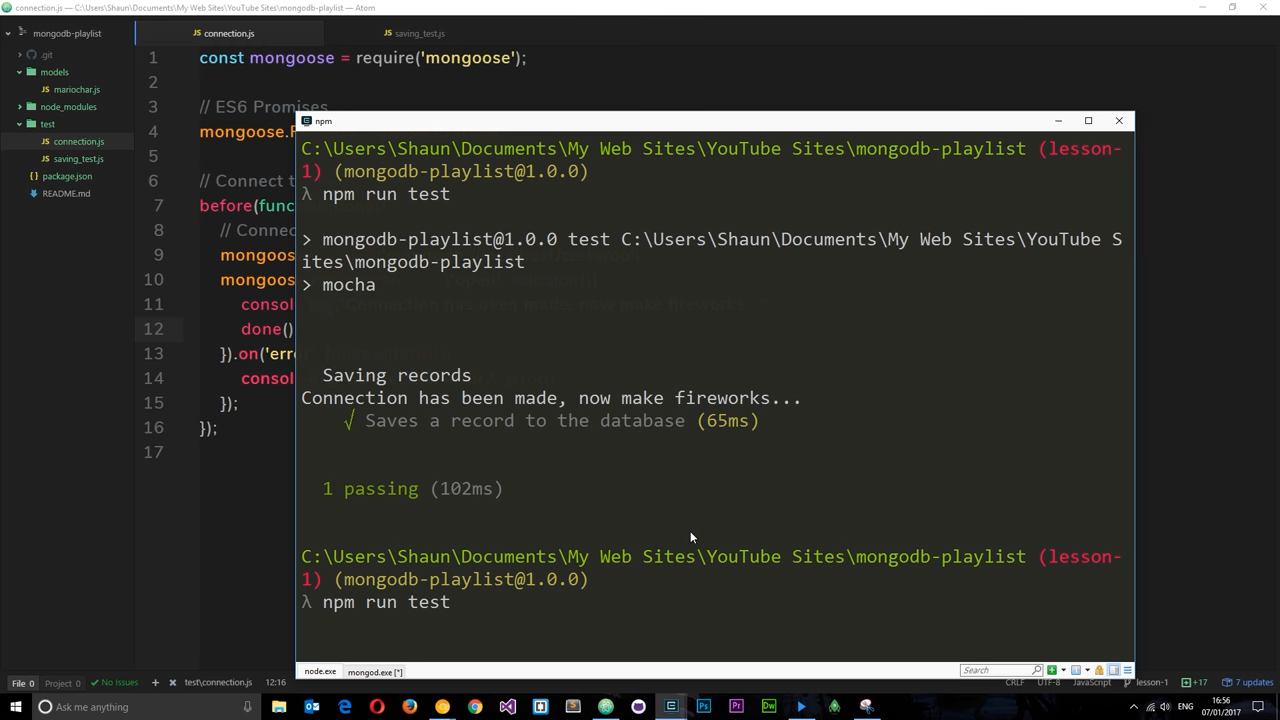 connection.js — C:\Users\Shaun\Documents\My Web Sites\YouTube Sites\mongodb-playlist — Atom
mongodb-playlist
connection.js
saving_test.js
.git
models
mariochar.js
node_modules
test
connection.js
saving_test.js
package.json
README.md
1 const mongoose = require('mongoose');
2
3 // ES6 Promises
4 mongoose.P
5
6 // Connect t
7 before(func
8 // Connec
9 mongoos
10 mongoos
11 consol
12 done()
13 }).on('erro
14 consol
15 });
16 });
17
npm
C:\Users\Shaun\Documents\My Web Sites\YouTube Sites\mongodb-playlist (lesson-
1) (mongodb-playlist@1.0.0)
λ npm run test
> mongodb-playlist@1.0.0 test C:\Users\Shaun\Documents\My Web Sites\YouTube S
ites\mongodb-playlist
> mocha
Saving records
Connection has been made, now make fireworks...
√ Saves a record to the database (65ms)
1 passing (102ms)
C:\Users\Shaun\Documents\My Web Sites\YouTube Sites\mongodb-playlist (lesson-
1) (mongodb-playlist@1.0.0)
λ npm run test
node.exe
mongod.exe [*]
Search
File 0 Project 0 No Issues + test\connection.js 12:16 CRLF UTF-8 JavaScript lesson-1 +17 7 updates
Ask me anything
Ps Pr Dw
ENG
16:56
07/01/2017